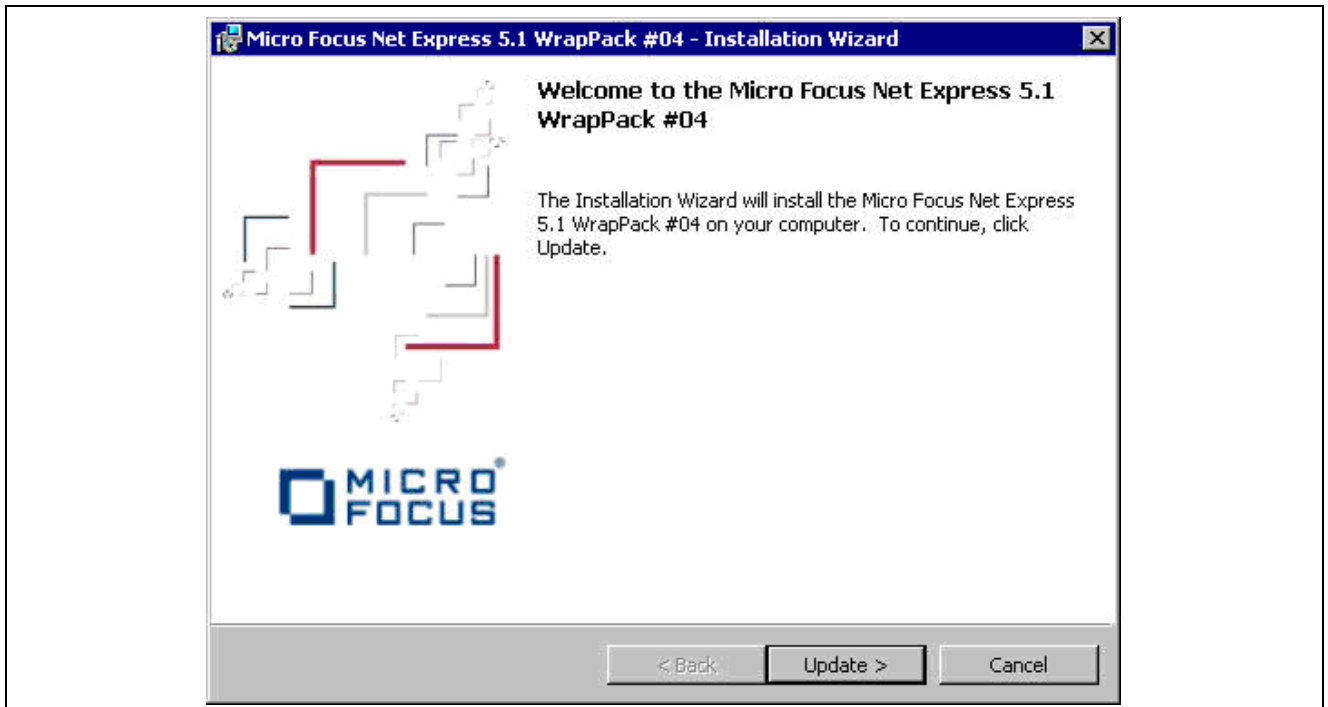 Micro Focus Net Express 5.1 WrapPack #04 - Installation Wizard
Welcome to the Micro Focus Net Express 5.1
WrapPack #04
The Installation Wizard will install the Micro Focus Net Express
5.1 WrapPack #04 on your computer.  To continue, click
Update.
MICRO
FOCUS
®
< Back
Update >
Cancel